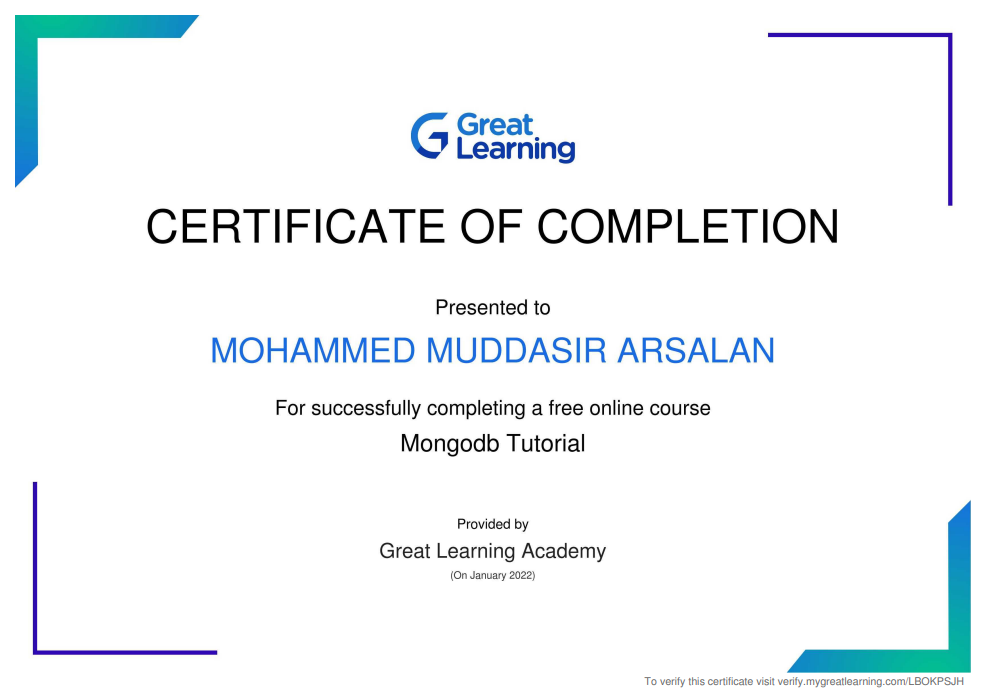 Great
Learning
CERTIFICATE OF COMPLETION
Presented to
MOHAMMED MUDDASIR ARSALAN
For successfully completing a free online course
Mongodb Tutorial
Provided by
Great Learning Academy
(On January 2022)
To verify this certificate visit verify.mygreatlearning.com/LBOKPSJH